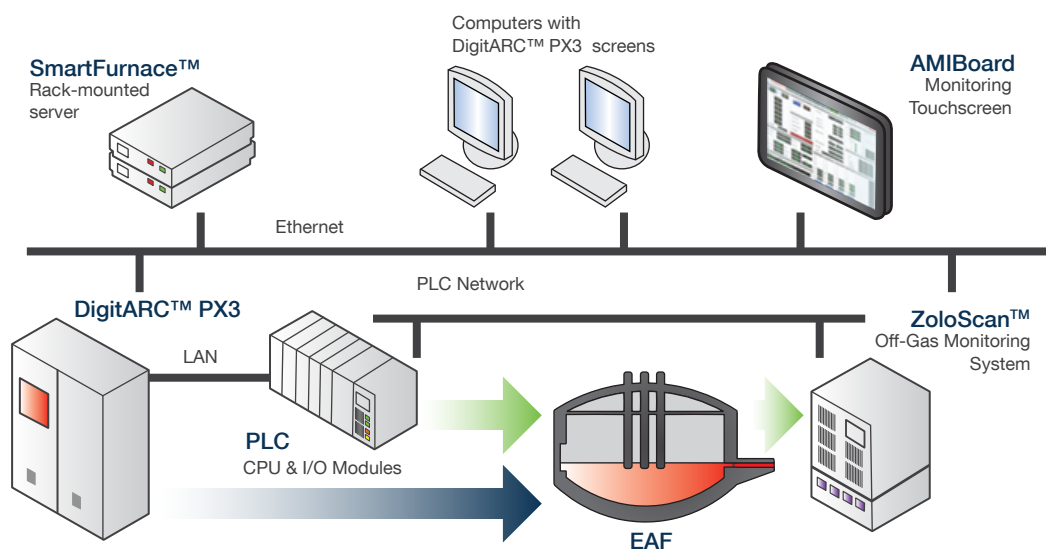 Computers with
DigitARC™ PX3 screens
SmartFurnace™
Rack-mounted
server
AMIBoard
Monitoring
Touchscreen
Ethernet
PLC Network
DigitARC™ PX3
ZoloScan™
Off-Gas Monitoring
System
LAN
PLC
CPU & I/O Modules
EAF